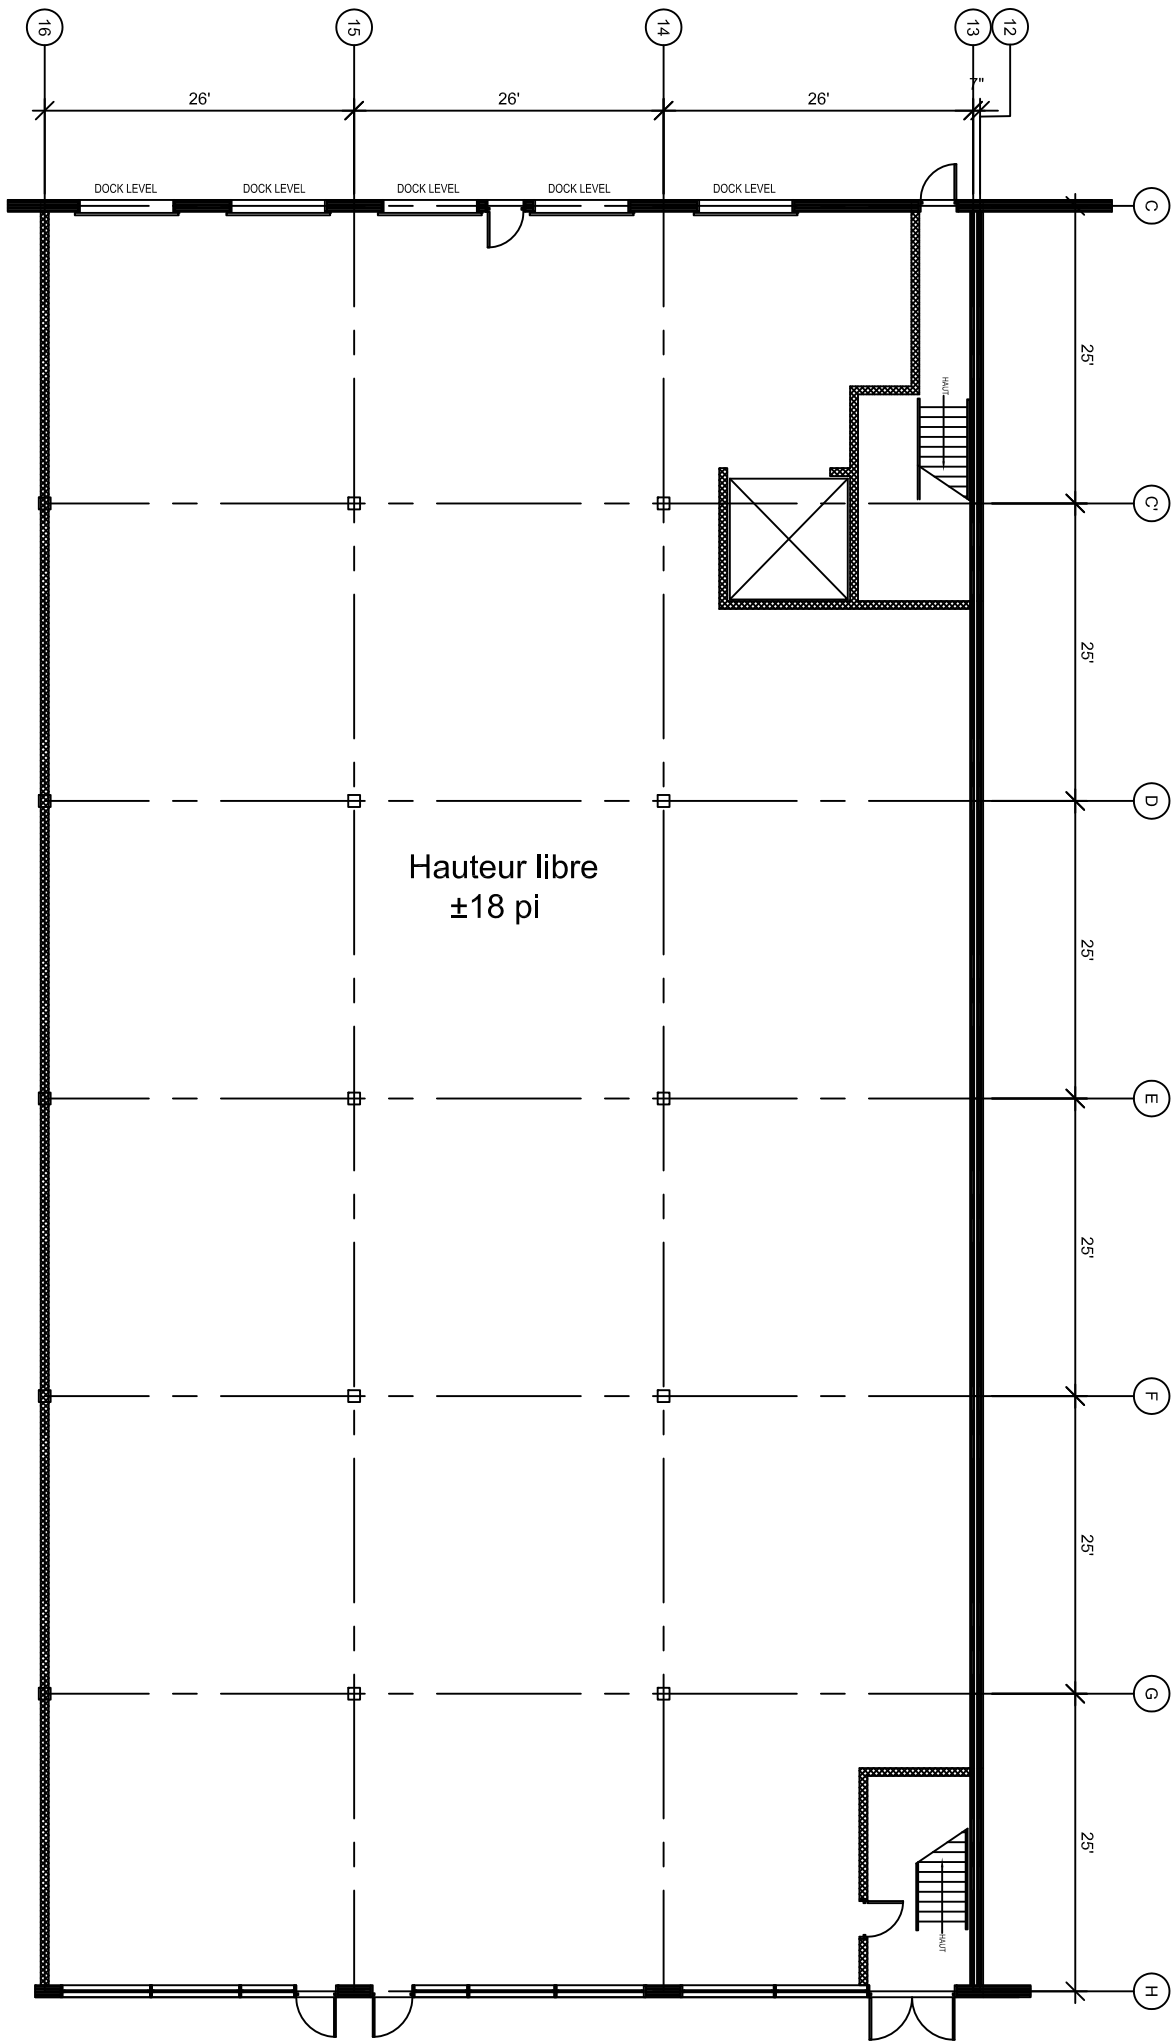 16
15
14
13
12
7"
26'
26'
26'
DOCK LEVEL
DOCK LEVEL
DOCK LEVEL
DOCK LEVEL
DOCK LEVEL
C
25'
HAUT
C'
25'
D
Hauteur libre
±18 pi
25'
E
25'
F
25'
G
25'
HAUT
H